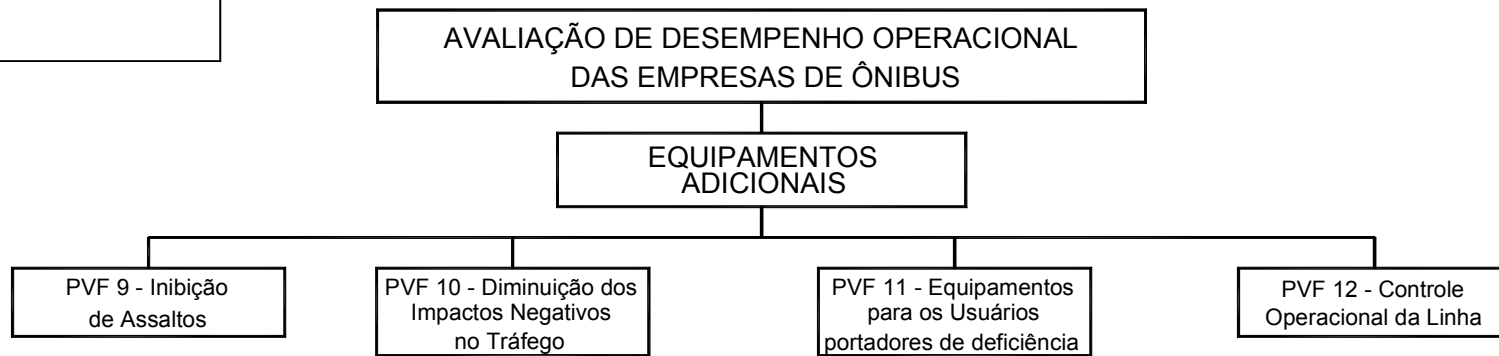 AVALIAÇÃO DE DESEMPENHO OPERACIONAL
DAS EMPRESAS DE ÔNIBUS
EQUIPAMENTOS
ADICIONAIS
PVF 9 - Inibição
de Assaltos
PVF 10 - Diminuição dos
Impactos Negativos
no Tráfego
PVF 11 - Equipamentos
para os Usuários
portadores de deficiência
PVF 12 - Controle
Operacional da Linha